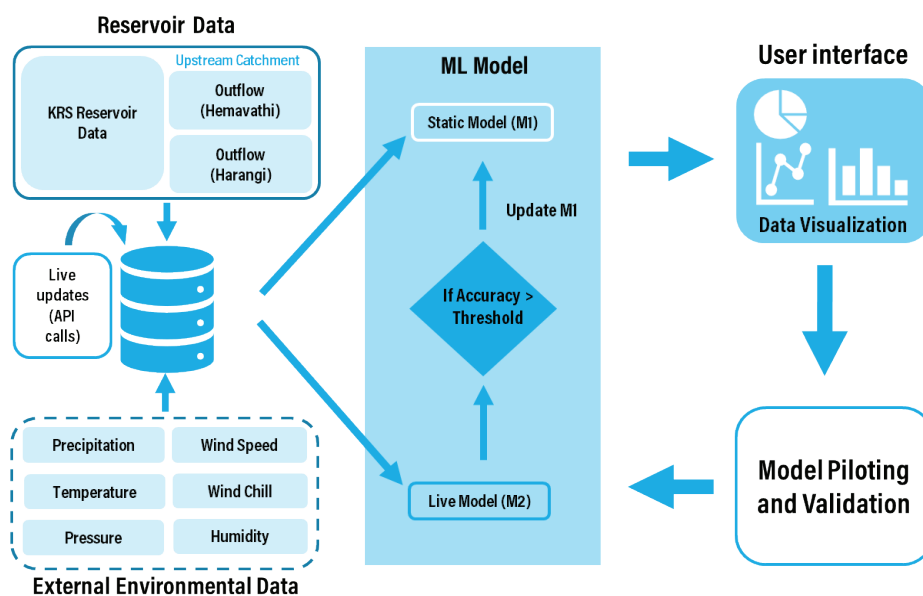 Reservoir Data
Upstream Catchment
KRS Reservoir
Data
Outflow
(Hemavathi)
Outflow
(Harangi)
Live
updates
(API
calls)
Precipitation
Wind Speed
Temperature
Wind Chill
Pressure
Humidity
External Environmental Data
ML Model
Static Model (M1)
Update M1
If Accuracy >
Threshold
Live Model (M2)
User interface
Data Visualization
Model Piloting
and Validation